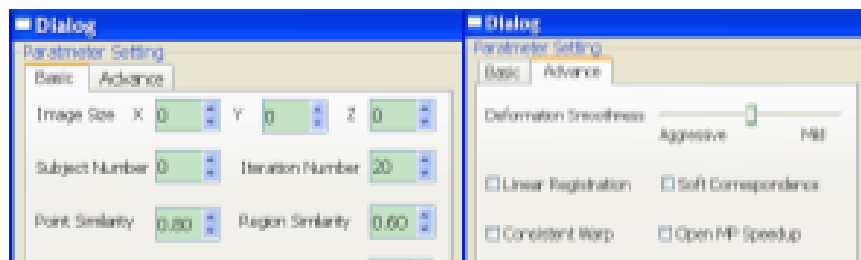 Dialog
Paratmeter Setting
Basic Advance
Image Size X 0 Y 0 Z 0
Subject Number 0 Iteration Number 20
Point Similarity 0.80 Region Similarity 0.60
Dialog
Paratmeter Setting
Basic Advance
Deformation Smoothness
Aggressive Mild
Linear Registration Soft Correspondence
Consistent Warp Open MP Speedup